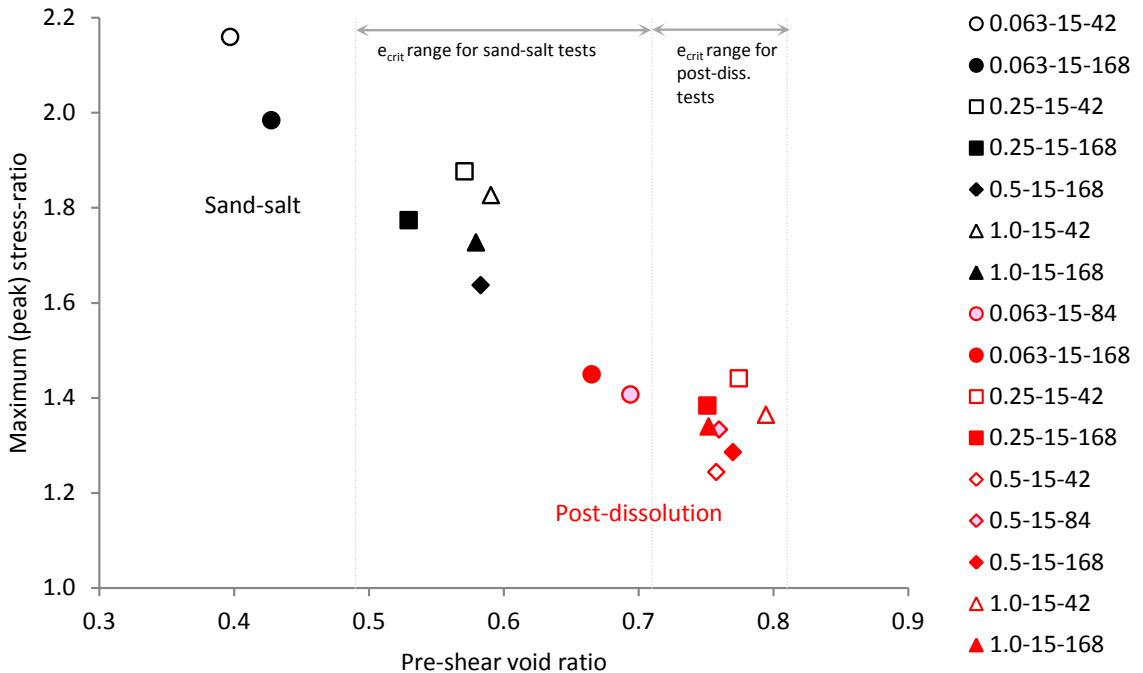 2.2
2.0
1.8
1.6
1.4
1.2
1.0
Maximum (peak) stress-ratio
e_crit range for sand-salt tests
e_crit range for
post-diss.
tests
Sand-salt
Post-dissolution
0.3 0.4 0.5 0.6 0.7 0.8 0.9
Pre-shear void ratio
0.063-15-42
0.063-15-168
0.25-15-42
0.25-15-168
0.5-15-168
1.0-15-42
1.0-15-168
0.063-15-84
0.063-15-168
0.25-15-42
0.25-15-168
0.5-15-42
0.5-15-84
0.5-15-168
1.0-15-42
1.0-15-168